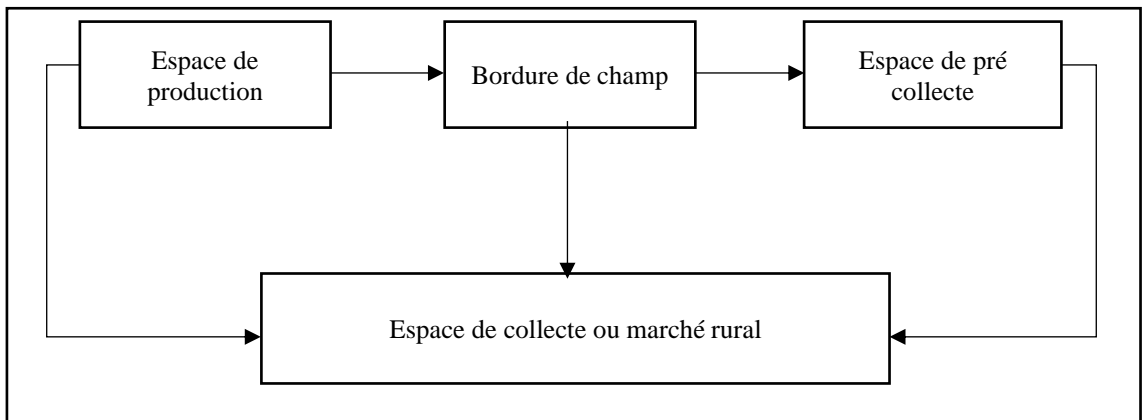 Espace de
production
Bordure de champ
Espace de pré
collecte
Espace de collecte ou marché rural